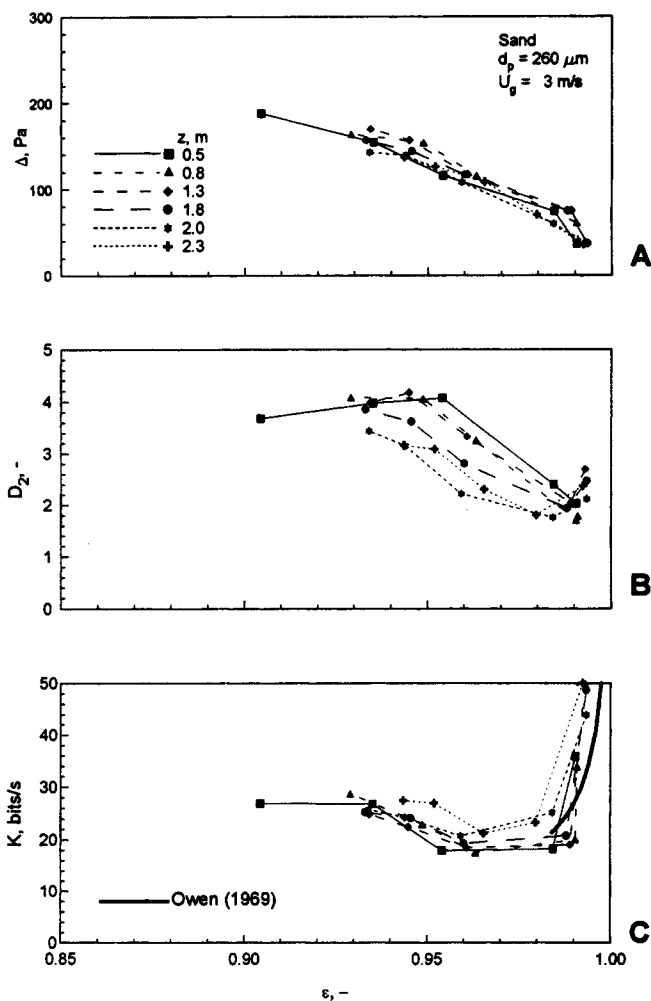 300
200
100
0
Δ, Pa
Sand
d_p = 260 μm
U_g = 3 m/s
z, m
0.5
0.8
1.3
1.8
2.0
2.3
A
5
4
3
2
1
0
D_2, -
B
50
40
30
20
10
0
K, bits/s
Owen (1969)
C
0.85 0.90 0.95 1.00
ε, –